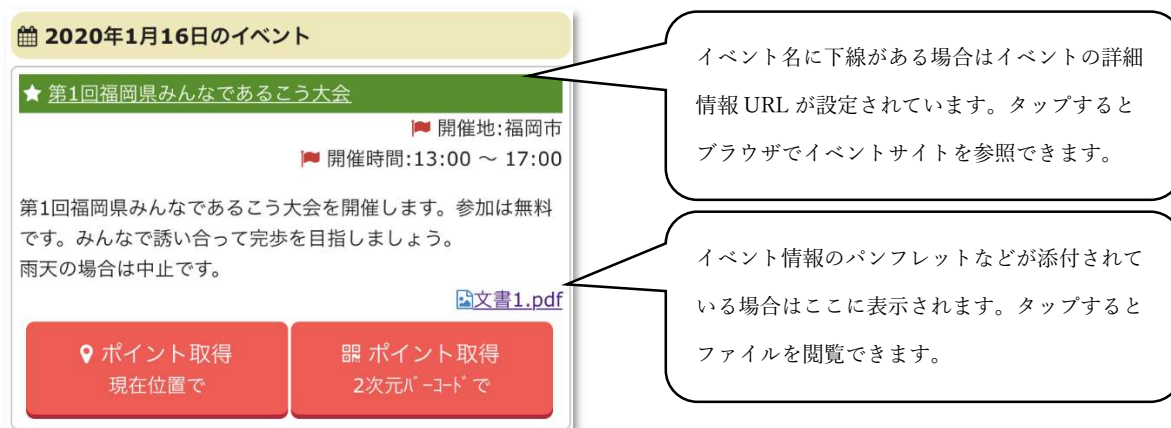 2020年1月16日のイベント
第1回福岡県みんなであるこう大会
開催地:福岡市
開催時間:13:00 ～ 17:00
第1回福岡県みんなであるこう大会を開催します。参加は無料
です。みんなで誘い合って完歩を目指しましょう。
雨天の場合は中止です。
文書1.pdf
ポイント取得
現在位置で
ポイント取得
2次元ﾊﾞｰｺｰﾄﾞで
イベント名に下線がある場合はイベントの詳細
情報 URL が設定されています。タップすると
ブラウザでイベントサイトを参照できます。
イベント情報のパンフレットなどが添付されて
いる場合はここに表示されます。タップすると
ファイルを閲覧できます。